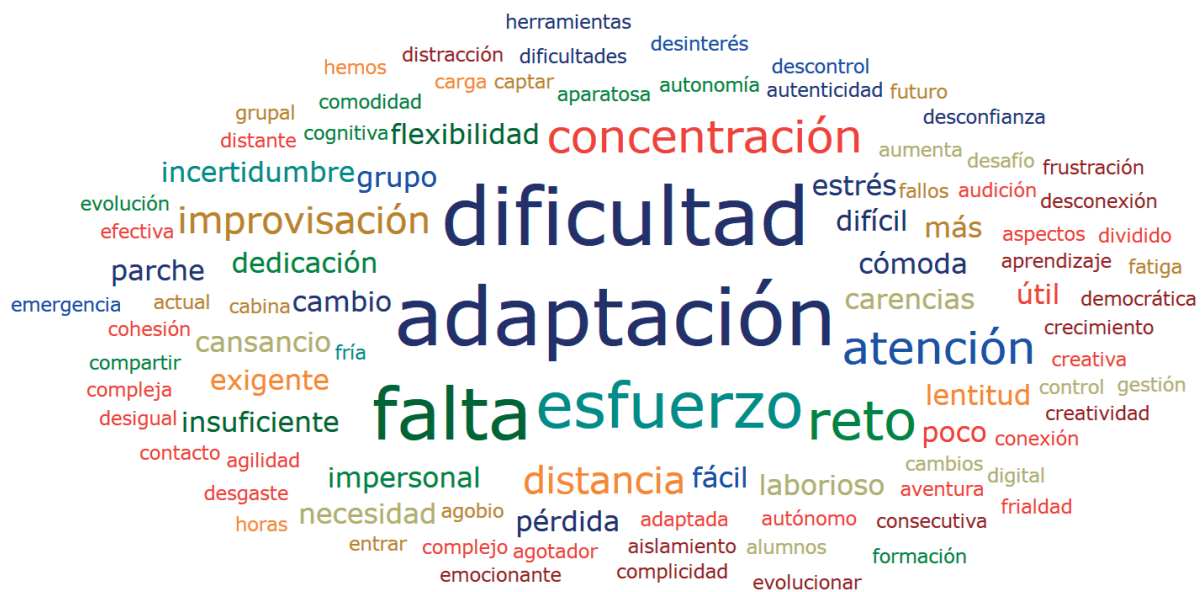 herramientas
distracción dificultades desinterés
hemos carga captar aparatosa autonomía descontrol
comodidad autenticidad futuro
grupal cognitiva flexibilidad concentración desconfianza
distante aumenta desafío frustración
incertidumbre grupo estrés fallos audición desconexión
evolución improvisación dificultad difícil más aspectos dividido
efectiva
parche dedicación cómoda aprendizaje fatiga
emergencia actual cabina cambio adaptación carencias útil democrática
cohesión cansancio fría atención crecimiento
compartir creativa
compleja exigente lentitud control gestión
desigual insuficiente falta esfuerzo reto poco conexión creatividad
contacto agilidad cambios digital
desgaste impersonal distancia fácil laborioso aventura frialdad
horas necesidad agobio pérdida adaptada autónomo consecutiva
entrar complejo agotador aislamiento alumnos formación
emocionante complicidad evolucionar